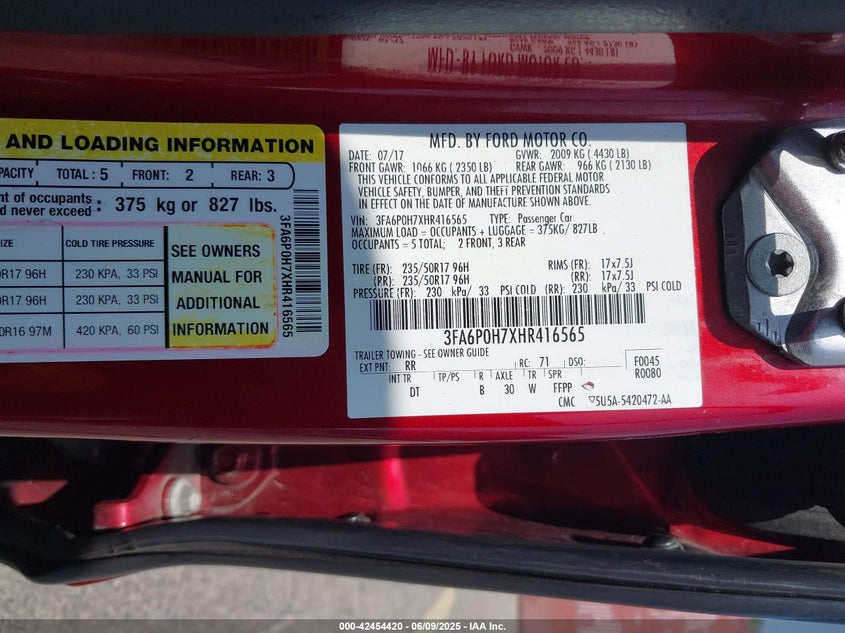 AND LOADING INFORMATION
PACITY TOTAL : 5 FRONT: 2 REAR: 3
nt of occupants
d never exceed : 375 kg or 827 lbs.
SIZE COLD TIRE PRESSURE
0R17 96H 230 KPA, 33 PSI
0R17 96H 230 KPA, 33 PSI
0R16 97M 420 KPA, 60 PSI
SEE OWNERS
MANUAL FOR
ADDITIONAL
INFORMATION
3FA6P0H7XHR416565
MFD. BY FORD MOTOR CO.
DATE: 07/17 GVWR: 2009 KG ( 4430 LB)
FRONT GAWR: 1066 KG ( 2350 LB) REAR GAWR: 966 KG ( 2130 LB)
THIS VEHICLE CONFORMS TO ALL APPLICABLE FEDERAL MOTOR
VEHICLE SAFETY, BUMPER, AND THEFT PREVENTION STANDARDS
IN EFFECT ON THE DATE OF MANUFACTURE SHOWN ABOVE.
VIN: 3FA6P0H7XHR416565 TYPE: Passenger Car
MAXIMUM LOAD = OCCUPANTS + LUGGAGE = 375KG/ 827LB
OCCUPANTS = 5 TOTAL; 2 FRONT, 3 REAR
TIRE (FR): 235/50R17 96H RIMS (FR): 17x7.5J
(RR): 235/50R17 96H (RR): 17x7.5J
PRESSURE (FR): 230 kPa/ 33 PSI COLD (RR): 230 kPa/ 33 PSI COLD
3FA6P0H7XHR416565
TRAILER TOWING - SEE OWNER GUIDE
EXT PNT: RR RC: 71 DSO: F0045
R0080
INT TR TP/PS R AXLE TR SPR
DT B 30 W FFPP
CMC ▽5U5A-5420472-AA
000-42454420 | 06/09/2025 | IAA Inc.